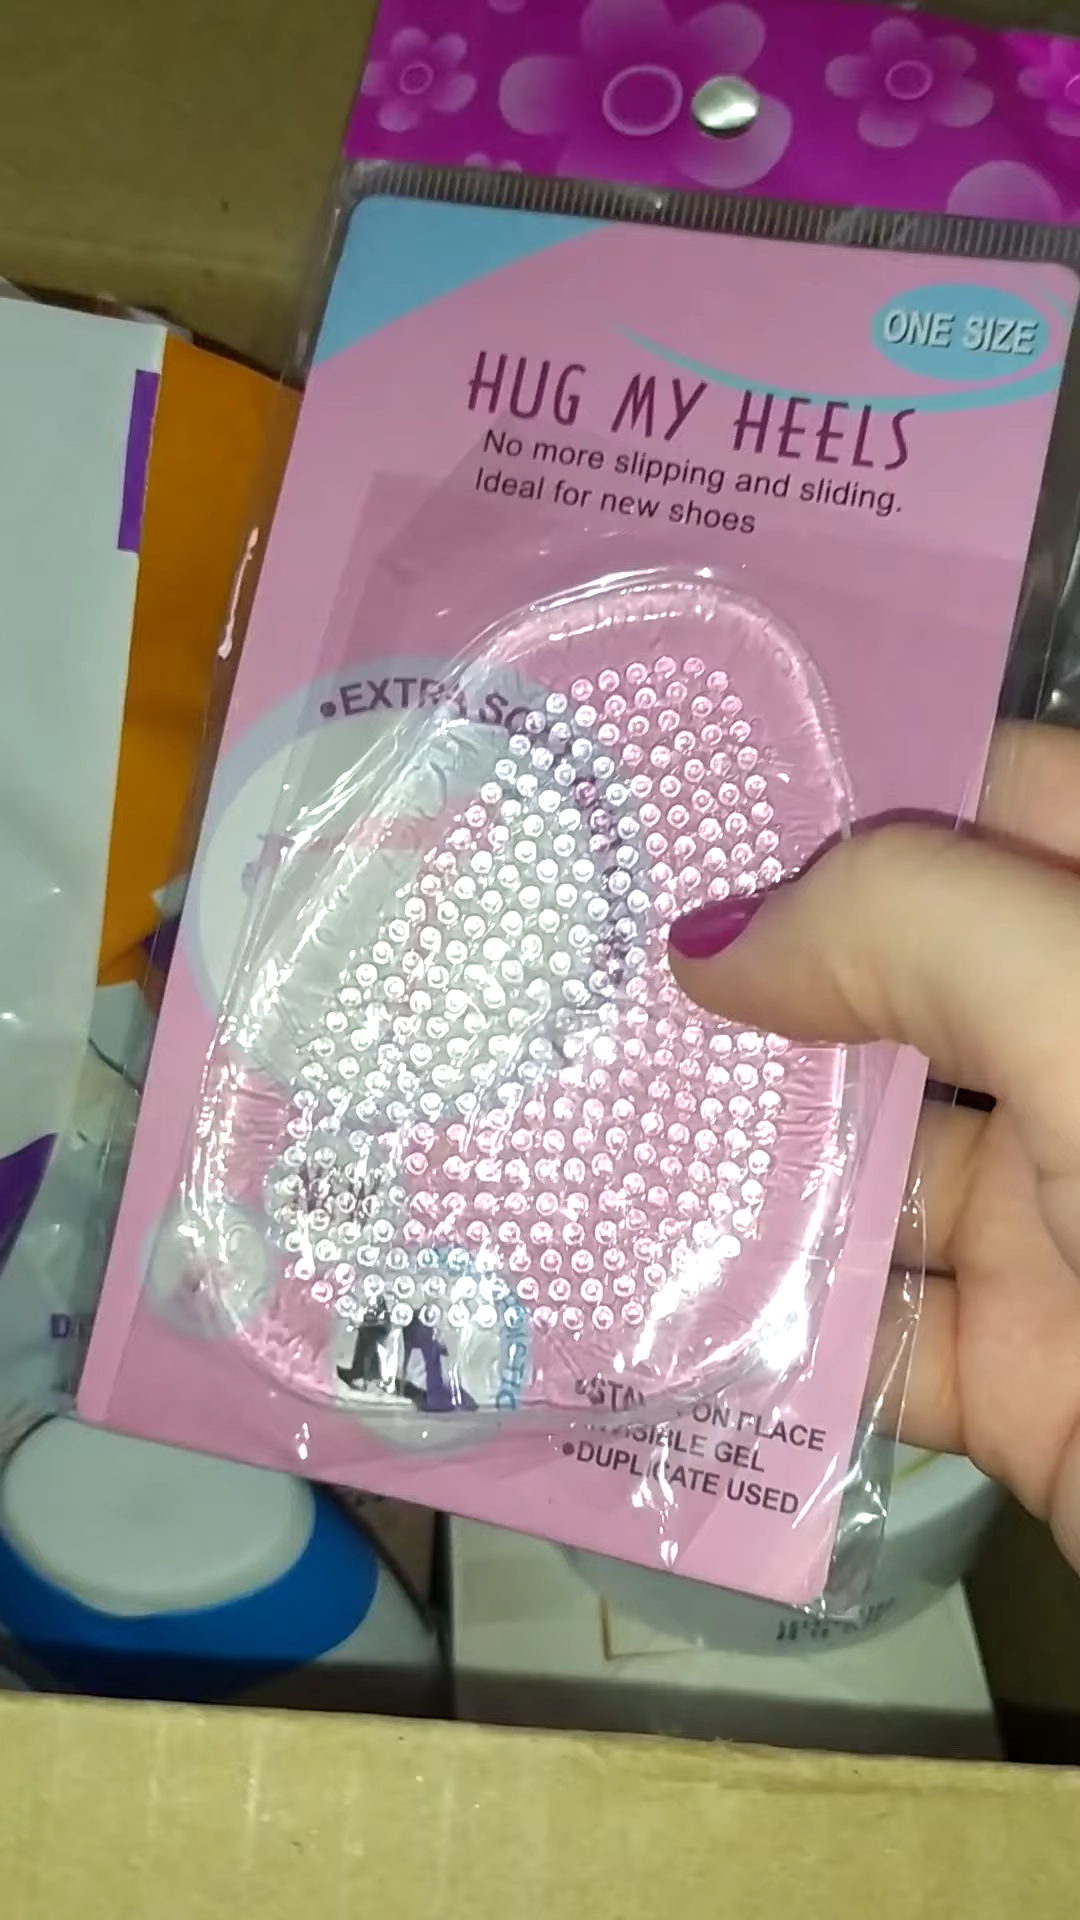 ONE SIZE
HUG MY HEELS
No more slipping and sliding.
Ideal for new shoes
•EXTRA
ON PLACE
GEL
•DUPLICATE USED